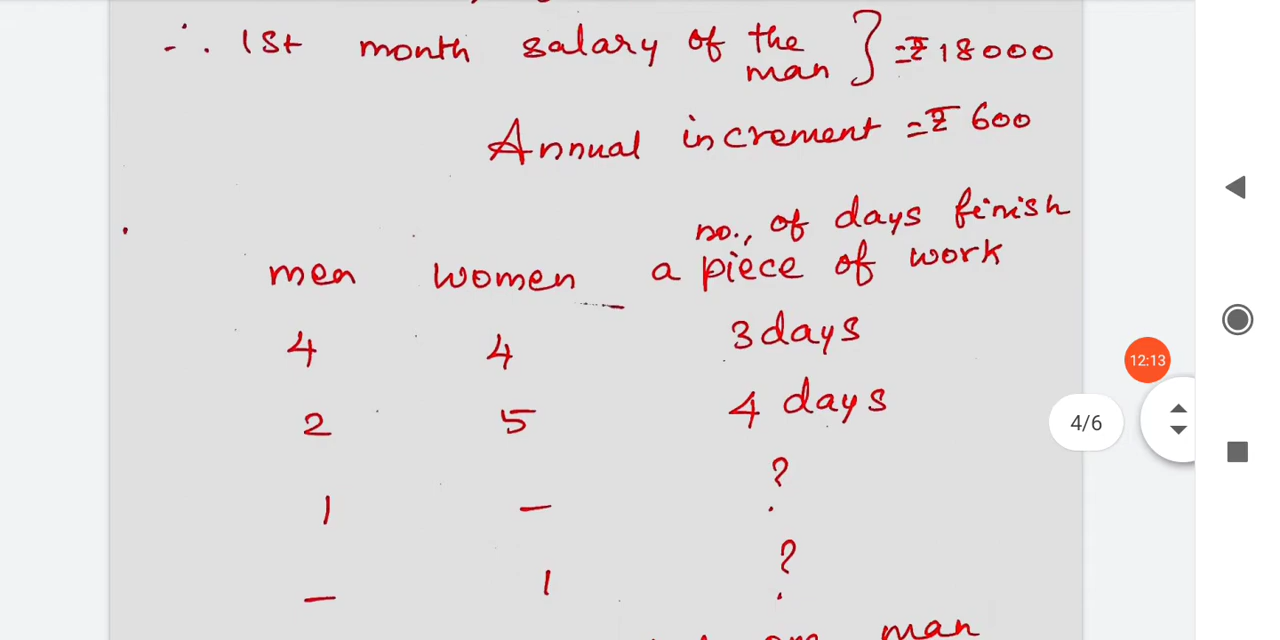 ∴ 1st month salary of the man } = ₹ 18000
Annual increment = ₹ 600
no., of days finish
men women a piece of work
4 4 3 days
2 5 4 days
1 — ?
— 1 ?
man
12:13
4/6